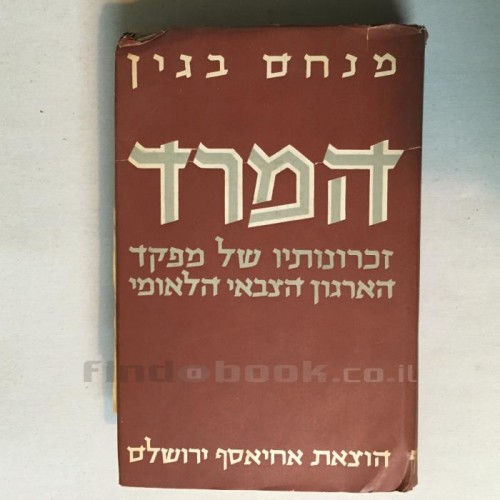 מנחם בגין
המרד
זכרונותיו של מפקד
הארגון הצבאי הלאומי
findabook.co.il
הוצאת אחיאסף ירושלם